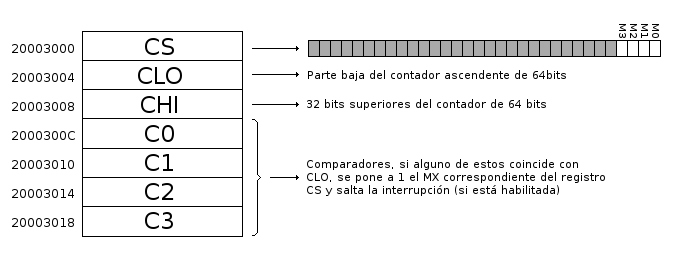 M3 M2 M1 M0
20003000 CS
20003004 CLO Parte baja del contador ascendente de 64bits
20003008 CHI 32 bits superiores del contador de 64 bits
2000300C C0
20003010 C1
Comparadores, si alguno de estos coincide con
CLO, se pone a 1 el MX correspondiente del registro
CS y salta la interrupción (si está habilitada)
20003014 C2
20003018 C3